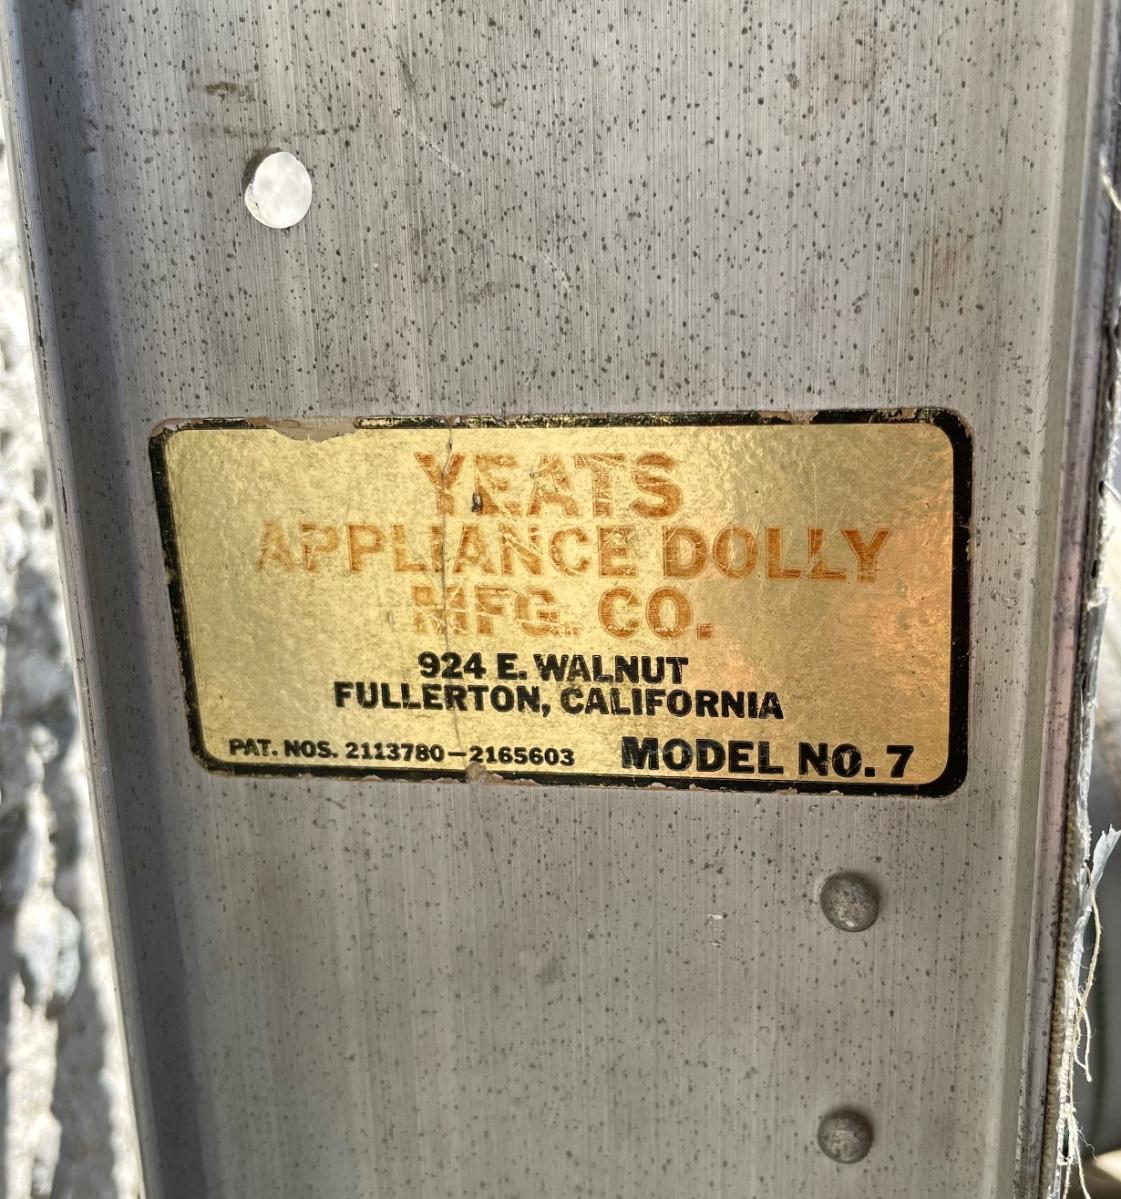 YEATS
APPLIANCE DOLLY
MFG. CO.
924 E. WALNUT
FULLERTON, CALIFORNIA
PAT. NOS. 2113780-2165603 MODEL NO. 7